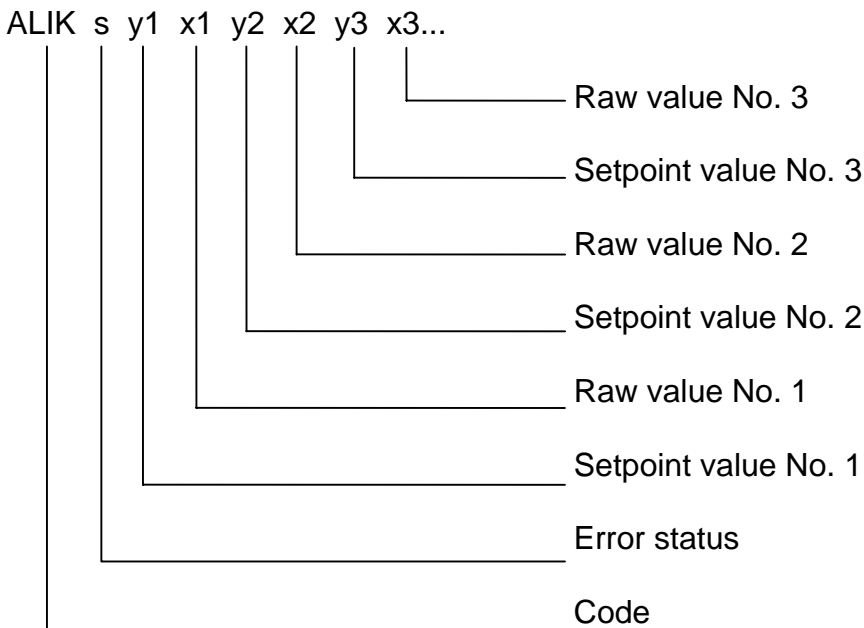 ALIK s y1 x1 y2 x2 y3 x3...
Raw value No. 3
Setpoint value No. 3
Raw value No. 2
Setpoint value No. 2
Raw value No. 1
Setpoint value No. 1
Error status
Code